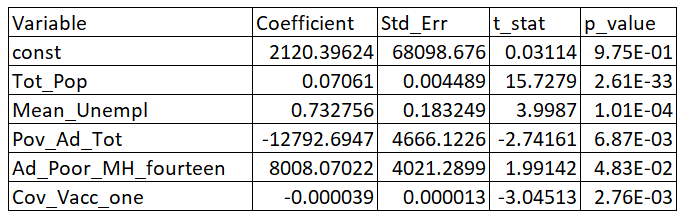 Variable Coefficient Std_Err t_stat p_value
const 2120.39624 68098.676 0.03114 9.75E-01
Tot_Pop 0.07061 0.004489 15.7279 2.61E-33
Mean_Unempl 0.732756 0.183249 3.9987 1.01E-04
Pov_Ad_Tot -12792.6947 4666.1226 -2.74161 6.87E-03
Ad_Poor_MH_fourteen 8008.07022 4021.2899 1.99142 4.83E-02
Cov_Vacc_one -0.000039 0.000013 -3.04513 2.76E-03